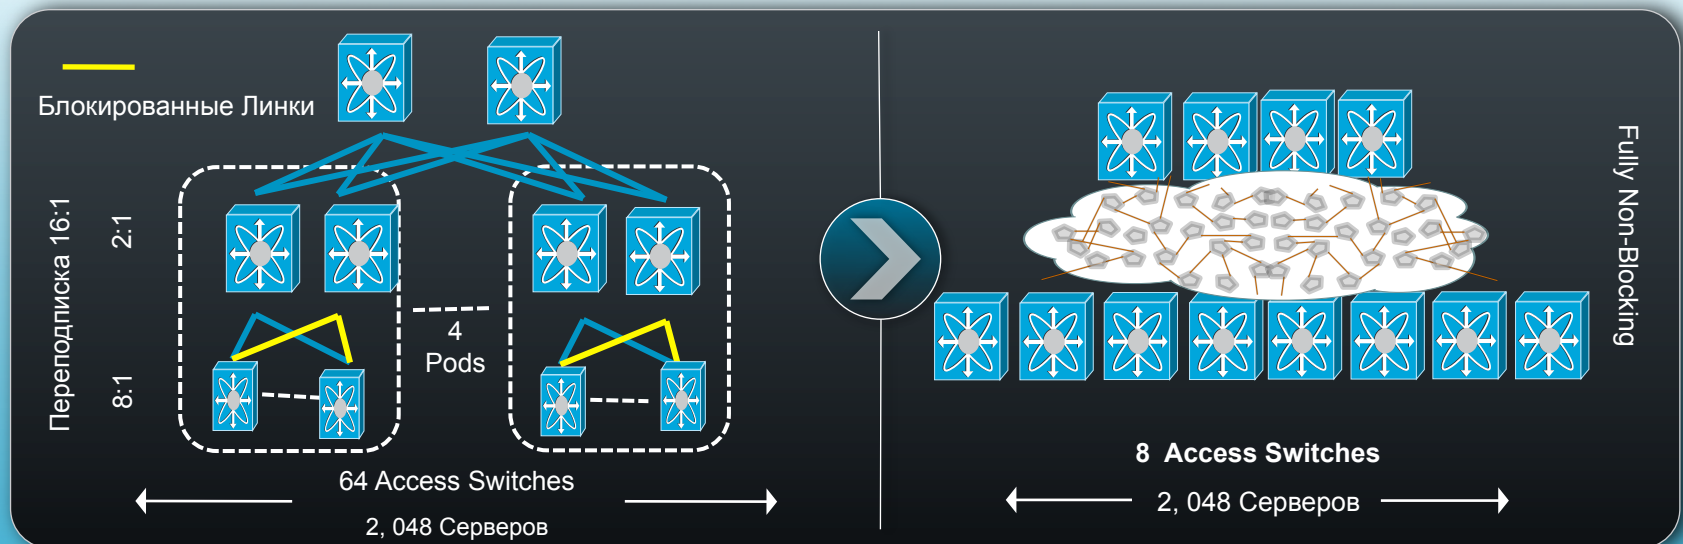 Блокированные Линки
Переподписка 16:1
2:1
8:1
4
Pods
64 Access Switches
2, 048 Серверов
Fully Non-Blocking
8 Access Switches
2, 048 Серверов